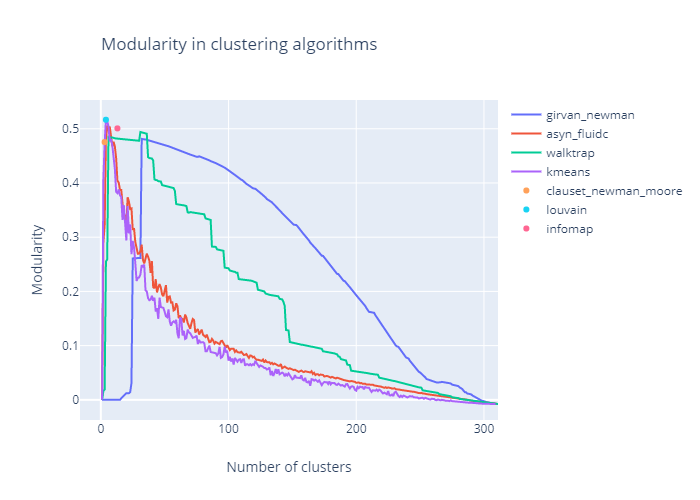 Modularity in clustering algorithms
0.5
0.4
0.3
0.2
0.1
0
0 100 200 300
Modularity
Number of clusters
girvan_newman
asyn_fluidc
walktrap
kmeans
clauset_newman_moore
louvain
infomap